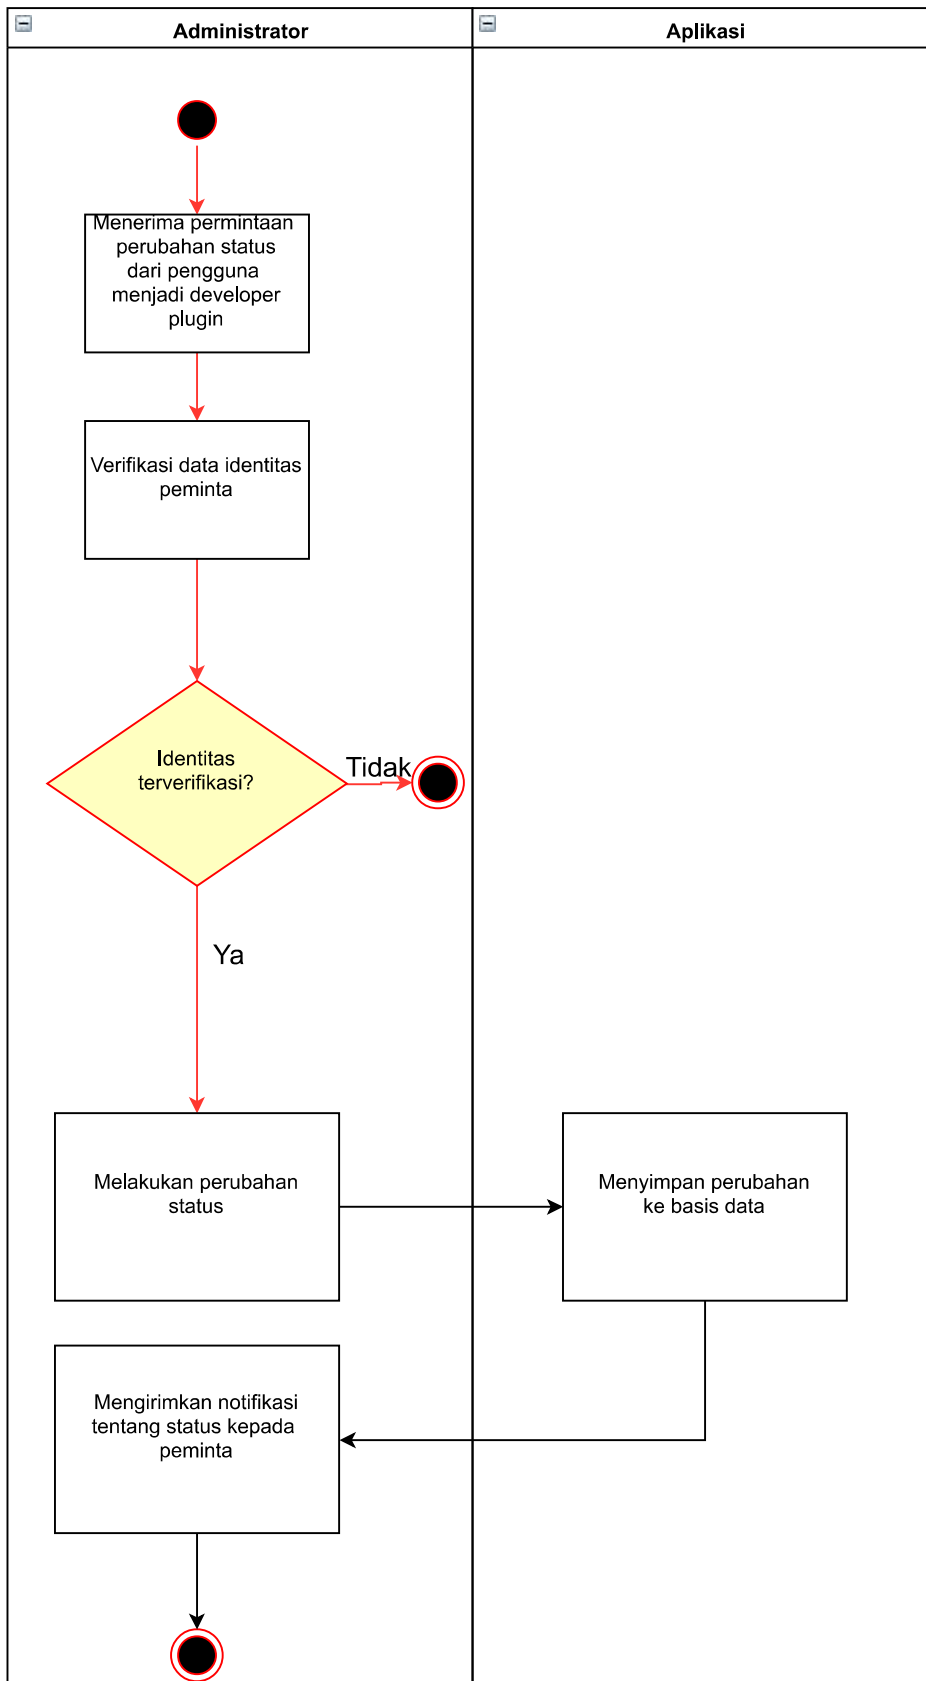 Administrator
Aplikasi
Menerima permintaan
perubahan status
dari pengguna
menjadi developer
plugin
Verifikasi data identitas
peminta
Identitas
terverifikasi?
Tidak
Ya
Melakukan perubahan
status
Menyimpan perubahan
ke basis data
Mengirimkan notifikasi
tentang status kepada
peminta